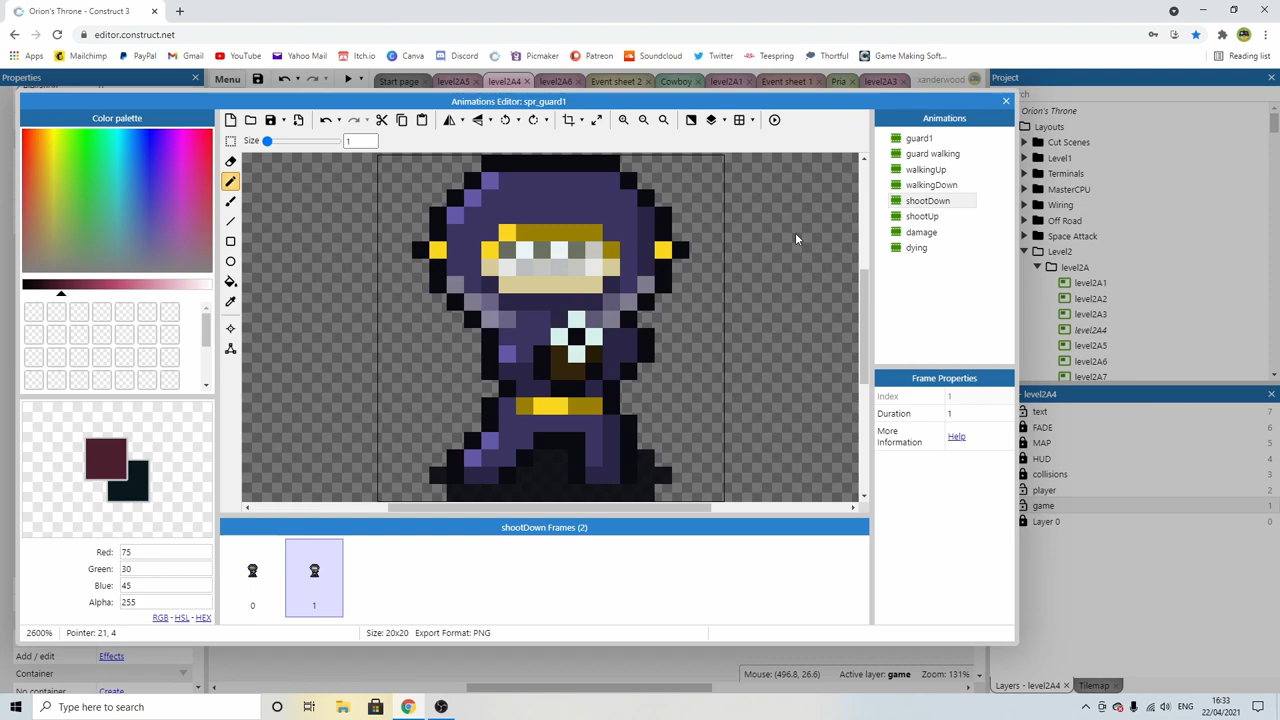 Orion's Throne - Construct 3
editor.construct.net
Apps Mailchimp PayPal Gmail YouTube Yahoo Mail Itch.io Canva Discord Picmaker Patreon Soundcloud Twitter Teespring Thortful Game Making Soft... Reading list
Properties Menu Start page level2A5 level2A4 level2A6 Event sheet 2 Cowboy level2A1 Event sheet 1 Pria level2A3 xanderwood Project
Animations Editor: spr_guard1
Orion's Throne
Color palette
Animations
Layouts
Size 1
guard1
Cut Scenes
guard walking
Level1
walkingUp
Terminals
walkingDown
MasterCPU
shootDown
Wiring
shootUp
Off Road
damage
Space Attack
dying
Level2
level2A
level2A1
level2A2
level2A3
level2A4
level2A5
level2A6
level2A7
Frame Properties
Index 1
Duration 1
More Information Help
level2A4
text 7
FADE 6
MAP 5
HUD 4
collisions 3
player 2
game 1
Layer 0 0
shootDown Frames (2)
0 1
Red: 75
Green: 30
Blue: 45
Alpha: 255
RGB - HSL - HEX
2600% Pointer: 21, 4 Size: 20x20 Export Format: PNG
Add / edit Effects
Container
No container Create
Mouse: (496.8, 26.6) Active layer: game Zoom: 131%
Layers - level2A4 Tilemap
Type here to search
ENG
16:33
22/04/2021